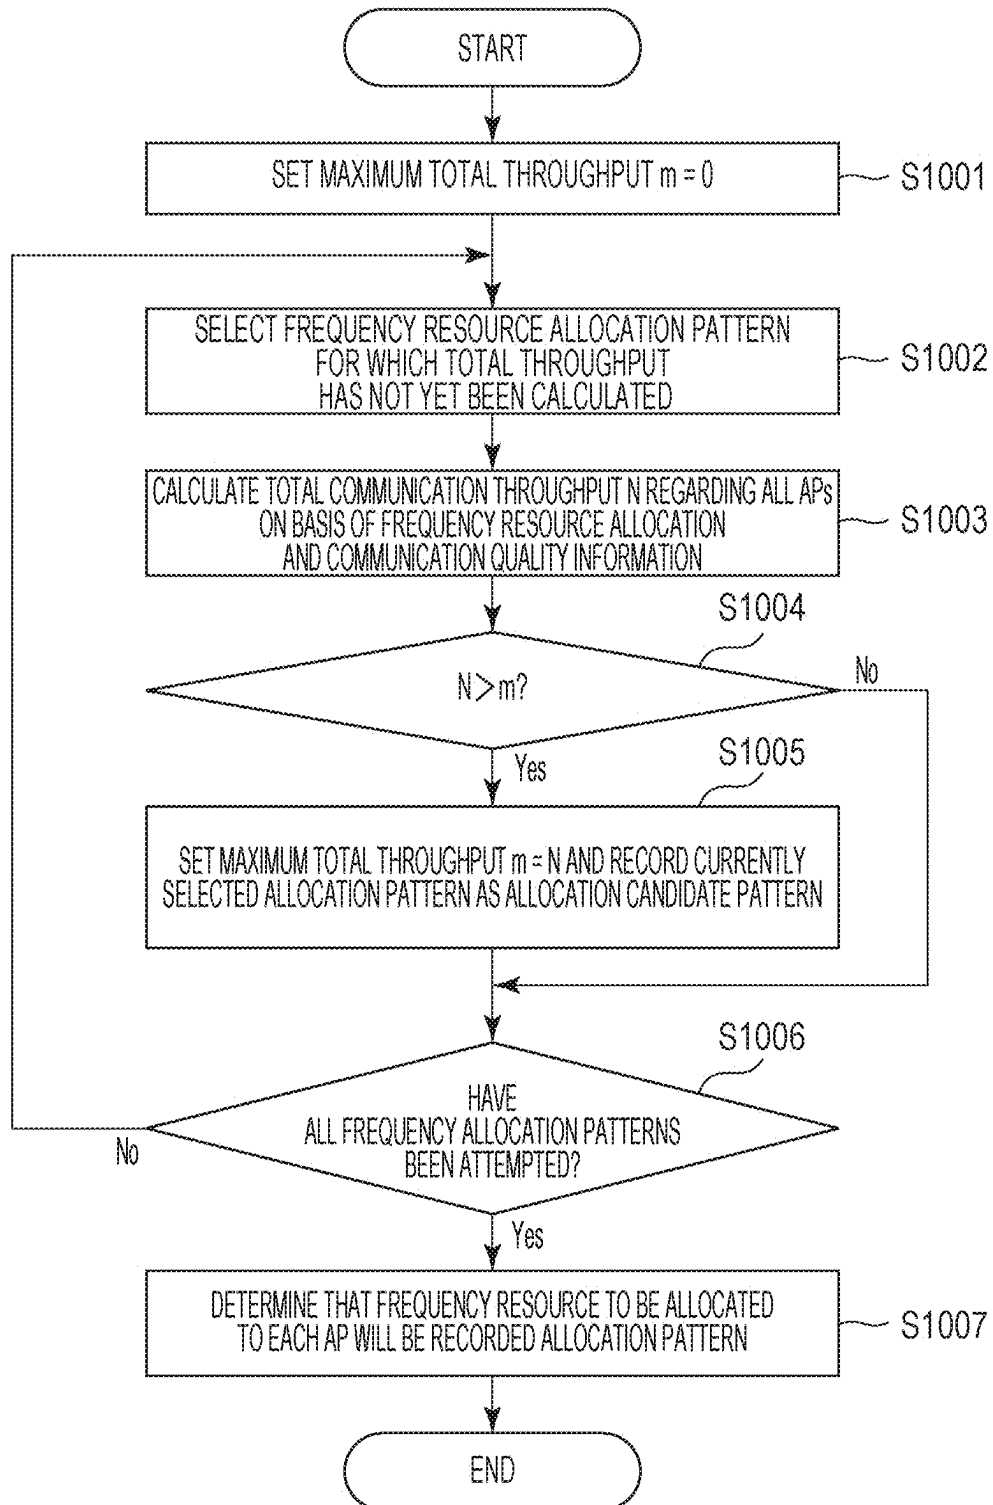 START
SET MAXIMUM TOTAL THROUGHPUT m = 0
S1001
SELECT FREQUENCY RESOURCE ALLOCATION PATTERN
FOR WHICH TOTAL THROUGHPUT
HAS NOT YET BEEN CALCULATED
S1002
CALCULATE TOTAL COMMUNICATION THROUGHPUT N REGARDING ALL APs
ON BASIS OF FREQUENCY RESOURCE ALLOCATION
AND COMMUNICATION QUALITY INFORMATION
S1003
S1004
N > m?
No
Yes
S1005
SET MAXIMUM TOTAL THROUGHPUT m = N AND RECORD CURRENTLY
SELECTED ALLOCATION PATTERN AS ALLOCATION CANDIDATE PATTERN
S1006
HAVE
ALL FREQUENCY ALLOCATION PATTERNS
BEEN ATTEMPTED?
No
Yes
DETERMINE THAT FREQUENCY RESOURCE TO BE ALLOCATED
TO EACH AP WILL BE RECORDED ALLOCATION PATTERN
S1007
END